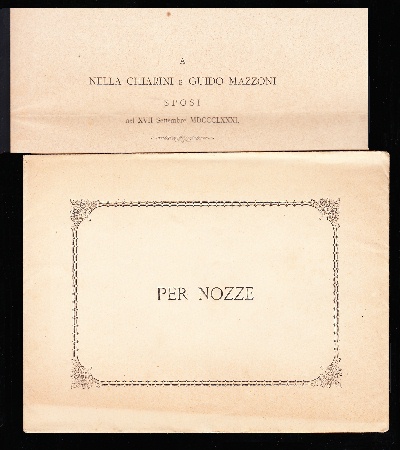 A
NELLA CHIARINI E GUIDO MAZZONI
SPOSI
nel XVII Settembre MDCCCLXXXI.
PER NOZZE